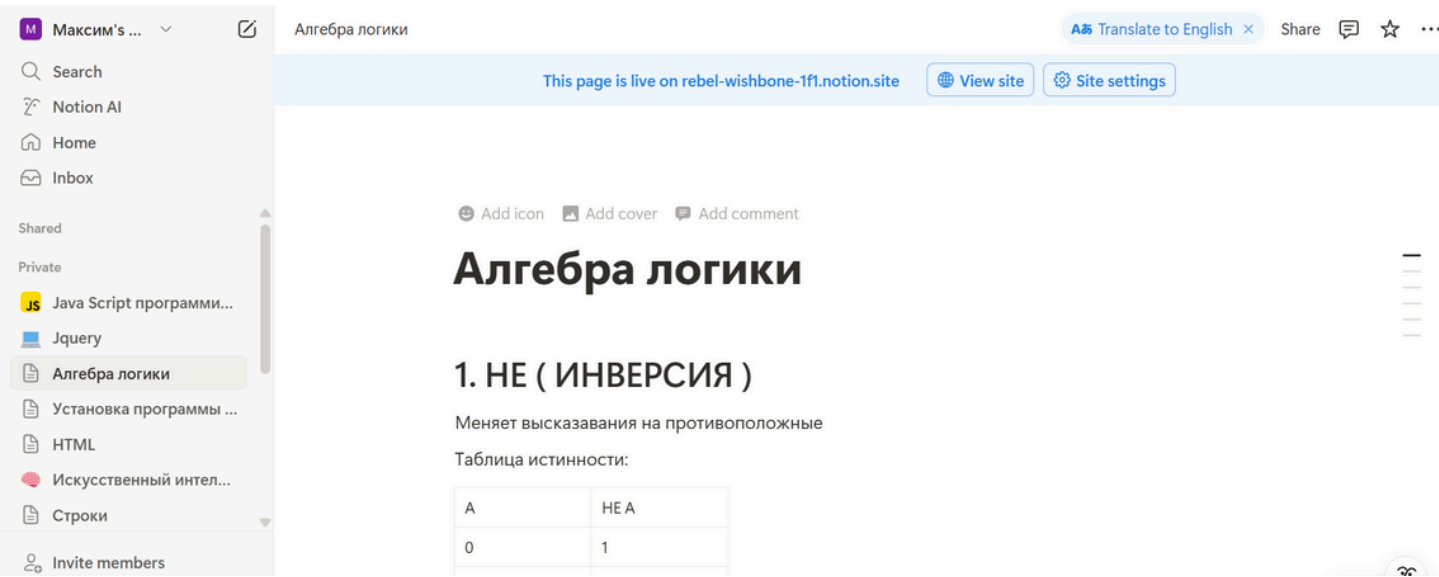 M Максим's ...
Search
Notion AI
Home
Inbox
Shared
Private
JS Java Script программи...
Jquery
Алгебра логики
Установка программы ...
HTML
Искусственный интел...
Строки
Invite members
Алгебра логики
Aあ Translate to English ×
Share
This page is live on rebel-wishbone-1f1.notion.site
View site
Site settings
Add icon Add cover Add comment
Алгебра логики
1. НЕ ( ИНВЕРСИЯ )
Меняет высказавания на противоположные
Таблица истинности:
А НЕ А
0 1